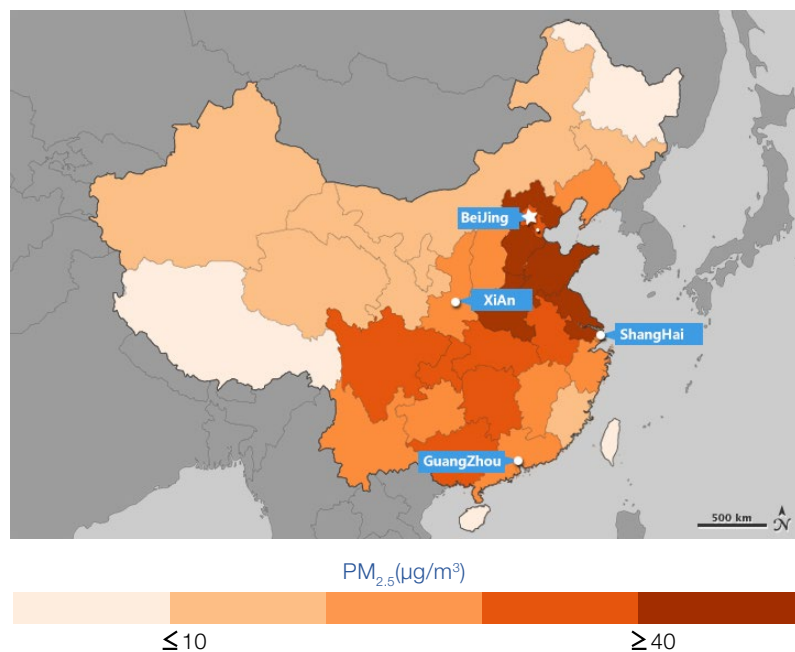 BeiJing
XiAn
ShangHai
GuangZhou
500 km
N
PM2.5(µg/m³)
≤10
≥40